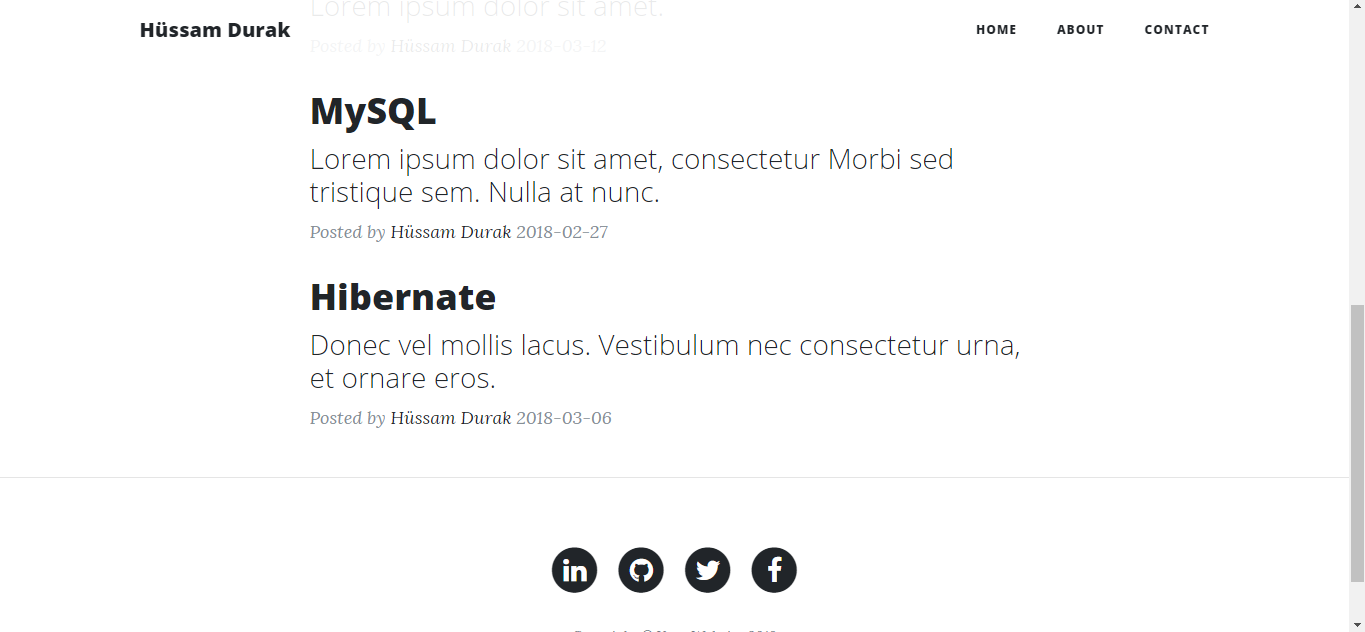 Lorem ipsum dolor sit amet.
Hüssam Durak
HOME ABOUT CONTACT
Posted by Hüssam Durak 2018-03-12
MySQL
Lorem ipsum dolor sit amet, consectetur Morbi sed
tristique sem. Nulla at nunc.
Posted by Hüssam Durak 2018-02-27
Hibernate
Donec vel mollis lacus. Vestibulum nec consectetur urna,
et ornare eros.
Posted by Hüssam Durak 2018-03-06
in
f